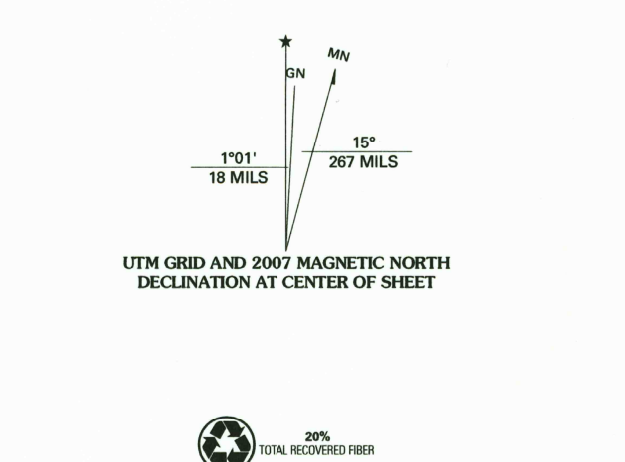 MN
GN
15°
267 MILS
1°01'
18 MILS
UTM GRID AND 2007 MAGNETIC NORTH
DECLINATION AT CENTER OF SHEET
20%
TOTAL RECOVERED FIBER